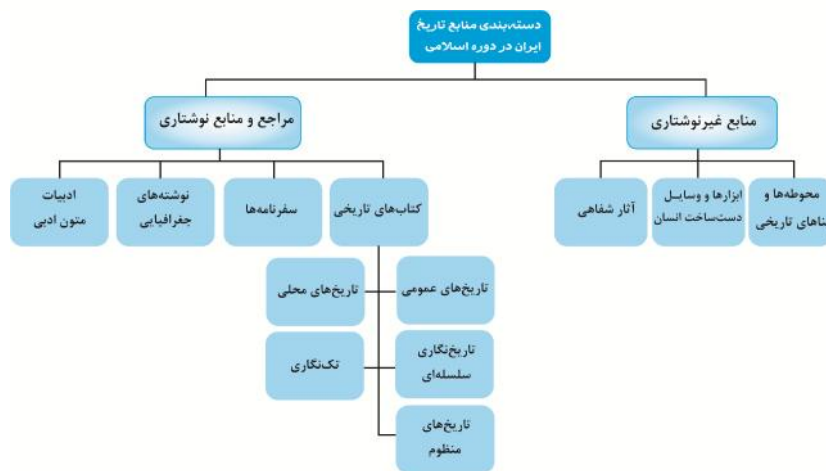 دسته‌بندی منابع تاریخ
ایران در دوره اسلامی
منابع غیرنوشتاری
مراجع و منابع نوشتاری
محوطه‌ها و
بناهای تاریخی
ابزارها و وسایل
دست‌ساخت انسان
آثار شفاهی
کتاب‌های تاریخی
سفرنامه‌ها
نوشته‌های
جغرافیایی
ادبیات
متون ادبی
تاریخ‌های عمومی
تاریخ‌های محلی
تاریخ‌نگاری
سلسله‌ای
تک‌نگاری
تاریخ‌های
منظوم